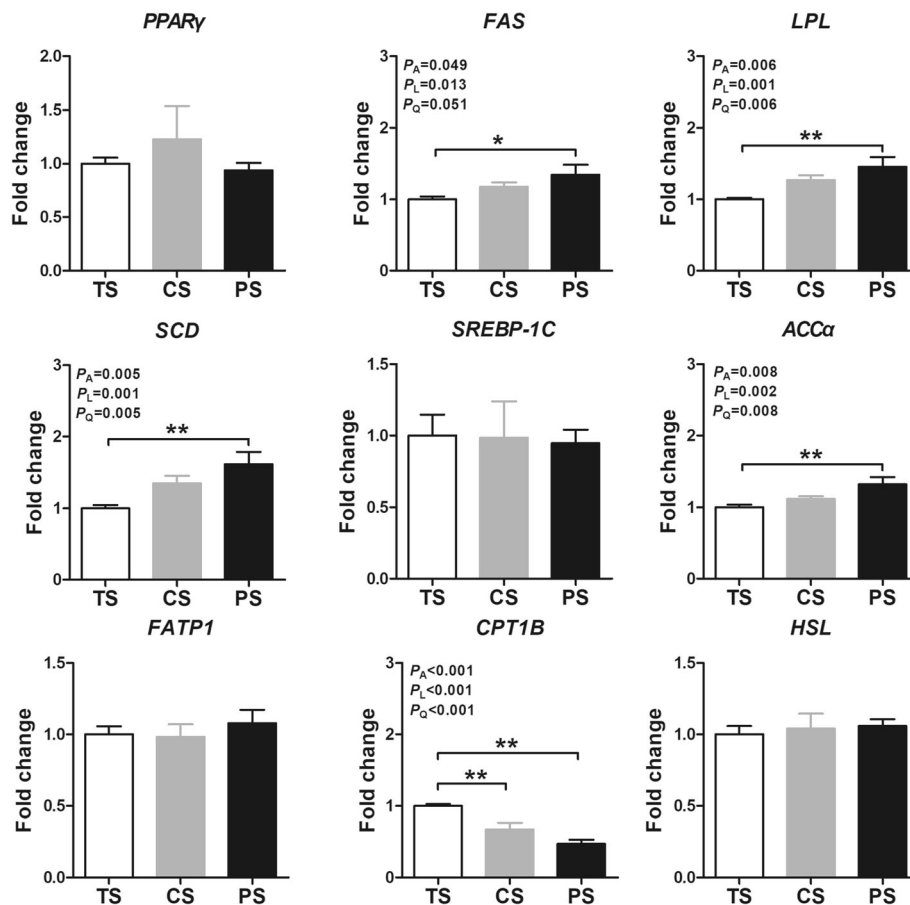 PPARγ
Fold change
2.0
1.5
1.0
0.5
0.0
TS CS PS
FAS
Fold change
3
2
1
0
P_A=0.049
P_L=0.013
P_Q=0.051
*
TS CS PS
LPL
Fold change
3
2
1
0
P_A=0.006
P_L=0.001
P_Q=0.006
**
TS CS PS
SCD
Fold change
3
2
1
0
P_A=0.005
P_L=0.001
P_Q=0.005
**
TS CS PS
SREBP-1C
Fold change
1.5
1.0
0.5
0.0
TS CS PS
ACCα
Fold change
3
2
1
0
P_A=0.008
P_L=0.002
P_Q=0.008
**
TS CS PS
FATP1
Fold change
1.5
1.0
0.5
0.0
TS CS PS
CPT1B
Fold change
3
2
1
0
P_A<0.001
P_L<0.001
P_Q<0.001
**
**
TS CS PS
HSL
Fold change
1.5
1.0
0.5
0.0
TS CS PS